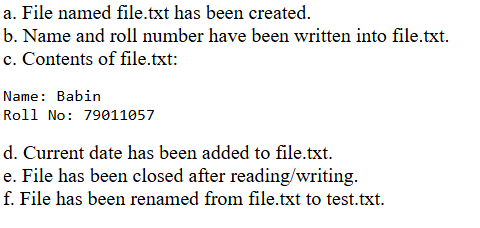 a. File named file.txt has been created.
b. Name and roll number have been written into file.txt.
c. Contents of file.txt:
Name: Babin
Roll No: 79011057
d. Current date has been added to file.txt.
e. File has been closed after reading/writing.
f. File has been renamed from file.txt to test.txt.